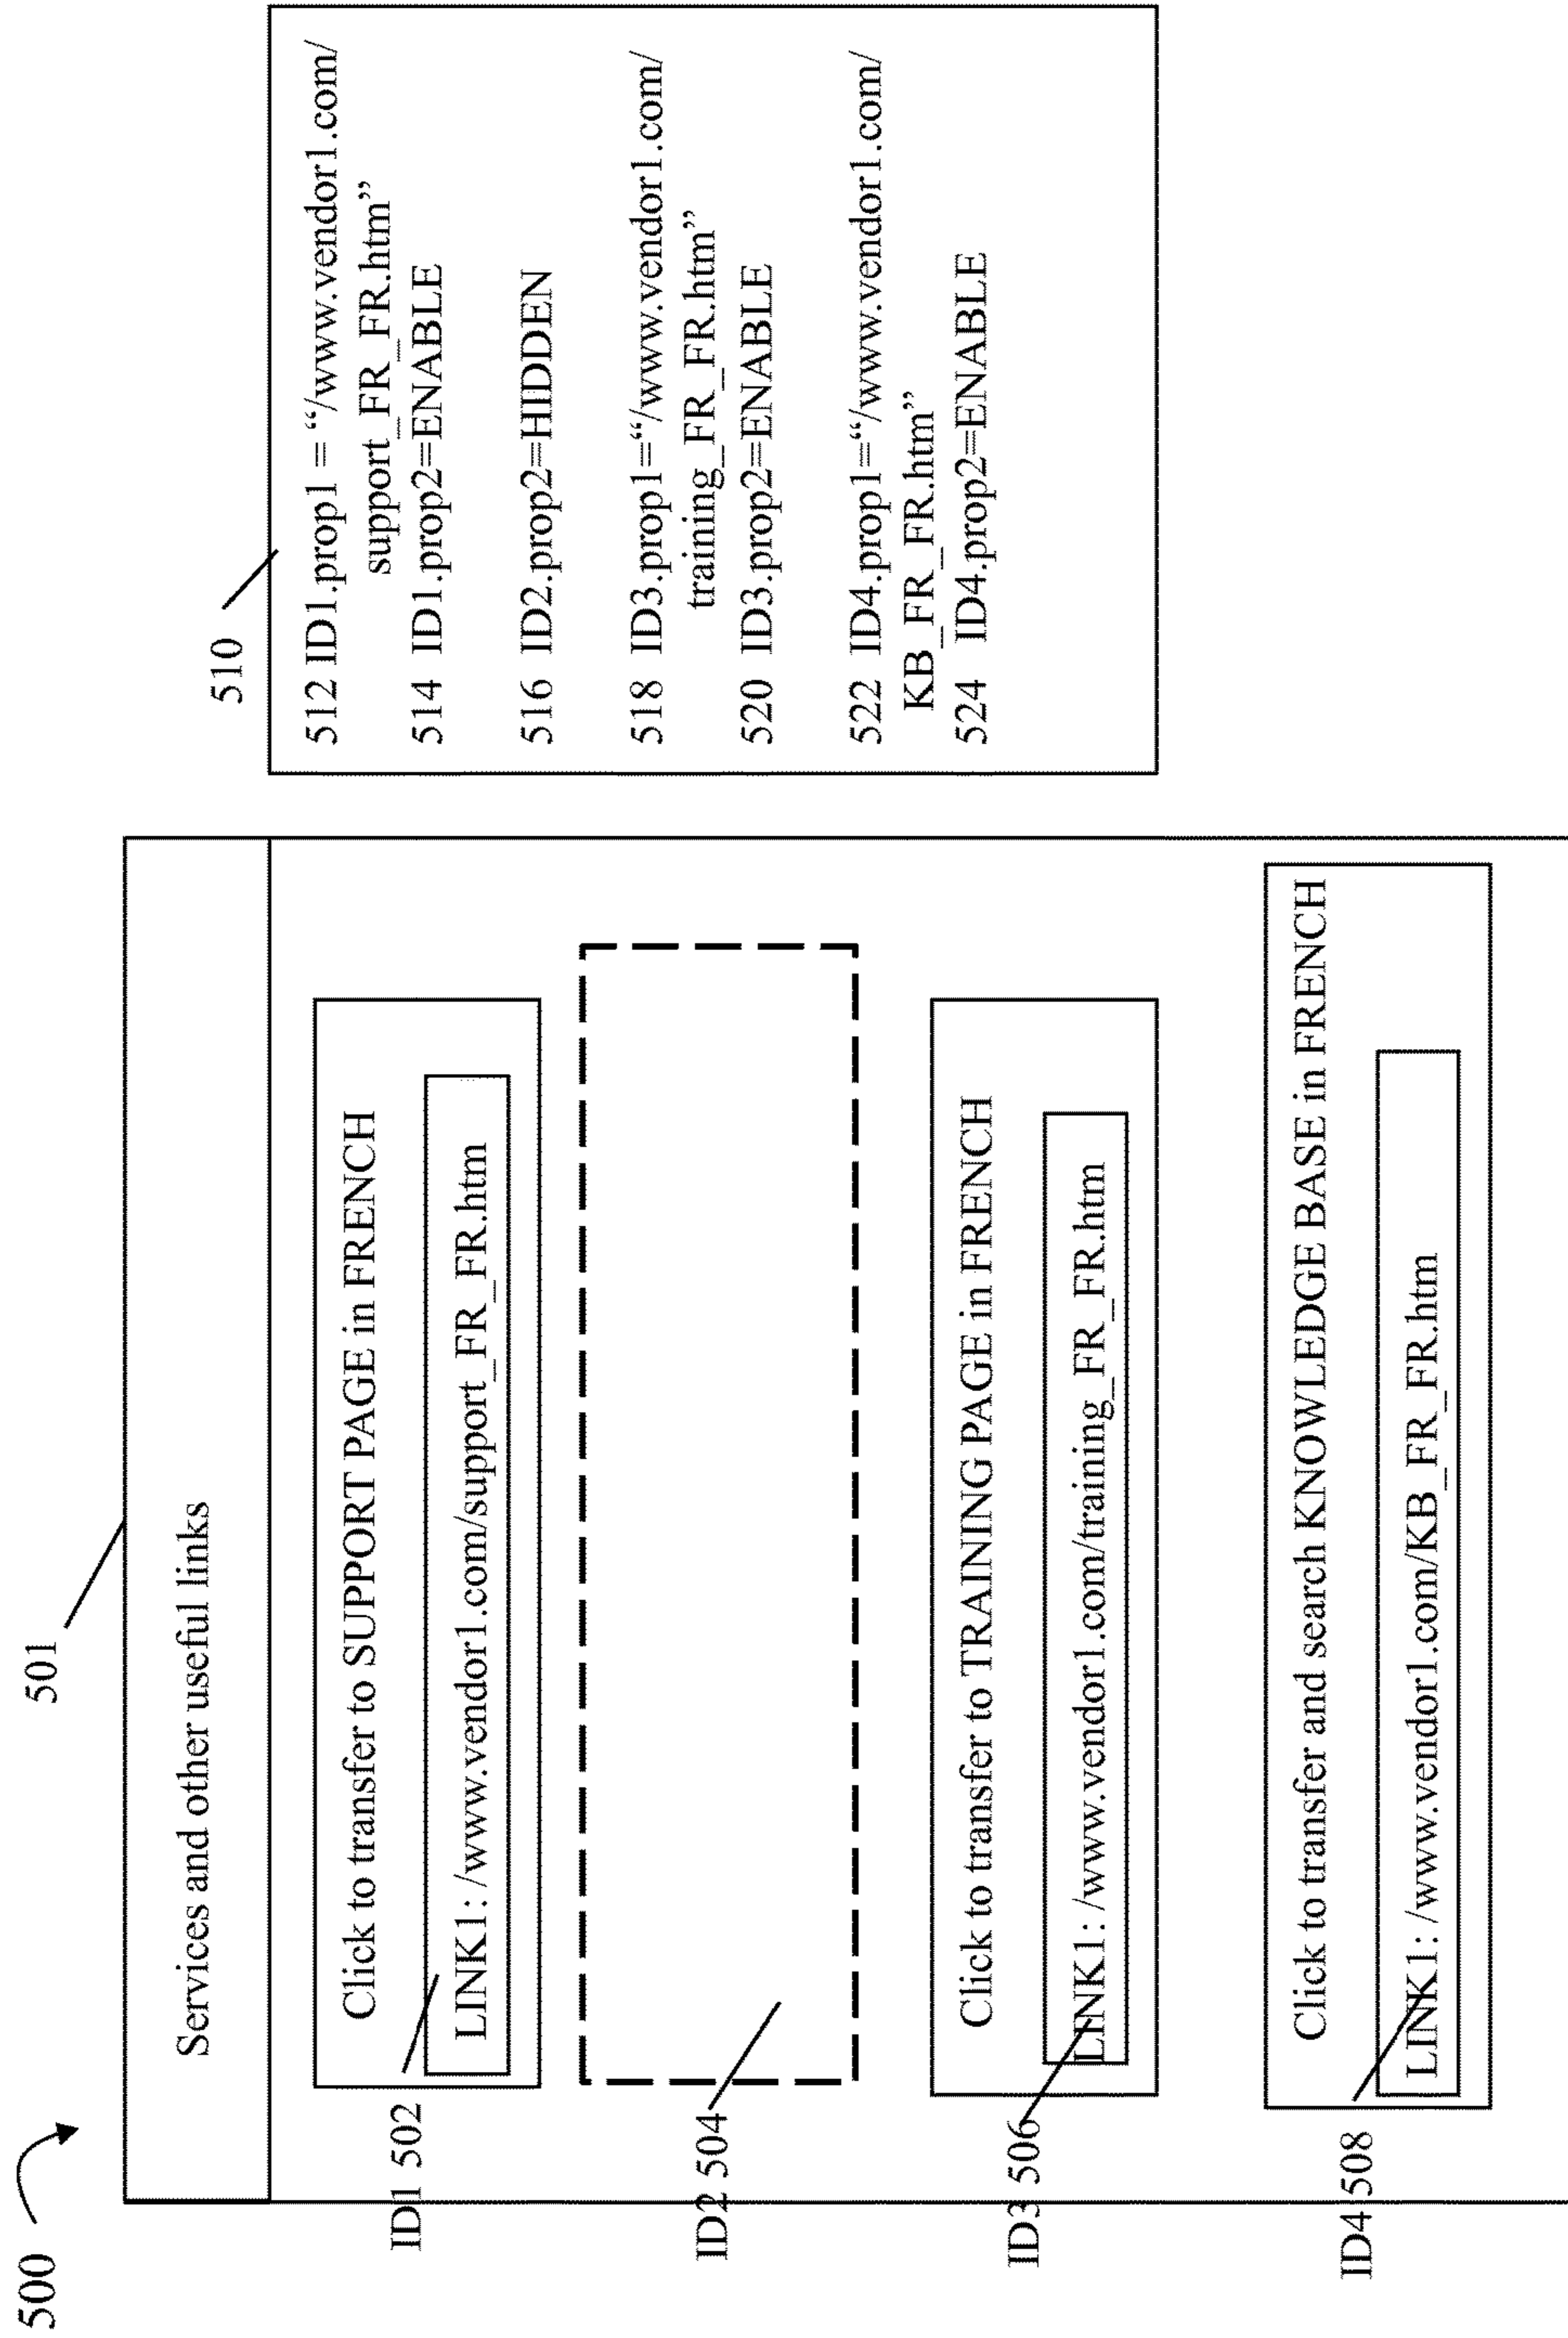 500
501
Services and other useful links
ID1 502
Click to transfer to SUPPORT PAGE in FRENCH
LINK1: /www.vendor1.com/support_FR_FR.htm
ID2 504
ID3 506
Click to transfer to TRAINING PAGE in FRENCH
LINK1: /www.vendor1.com/training_FR_FR.htm
ID4 508
Click to transfer and search KNOWLEDGE BASE in FRENCH
LINK1: /www.vendor1.com/KB_FR_FR.htm
510
512 ID1.prop1 = “/www.vendor1.com/
support_FR_FR.htm”
514 ID1.prop2=ENABLE
516 ID2.prop2=HIDDEN
518 ID3.prop1=“/www.vendor1.com/
training_FR_FR.htm”
520 ID3.prop2=ENABLE
522 ID4.prop1=“/www.vendor1.com/
KB_FR_FR.htm”
524 ID4.prop2=ENABLE